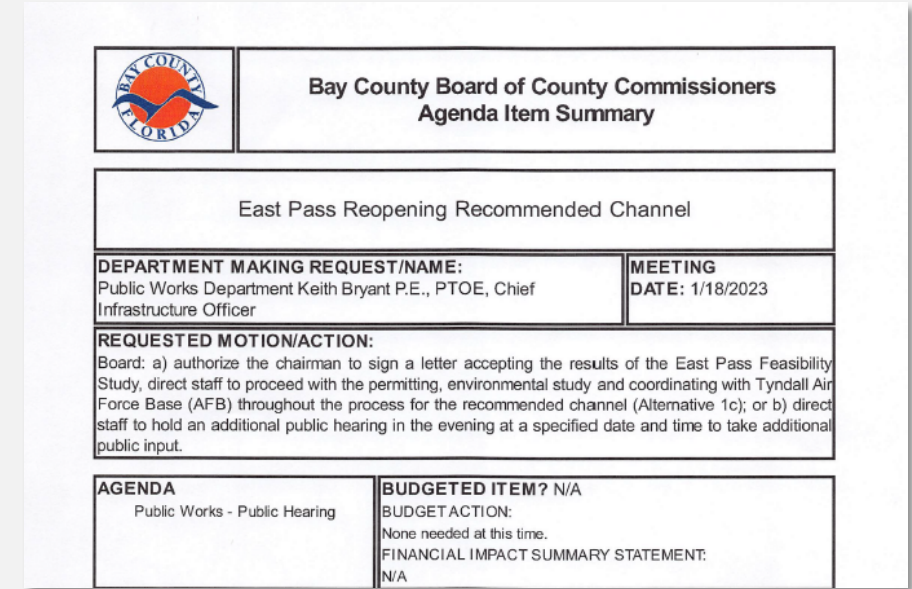 BAY COUNTY
FLORIDA
Bay County Board of County Commissioners
Agenda Item Summary
East Pass Reopening Recommended Channel
DEPARTMENT MAKING REQUEST/NAME:
Public Works Department Keith Bryant P.E., PTOE, Chief
Infrastructure Officer
MEETING
DATE: 1/18/2023
REQUESTED MOTION/ACTION:
Board: a) authorize the chairman to sign a letter accepting the results of the East Pass Feasibility
Study, direct staff to proceed with the permitting, environmental study and coordinating with Tyndall Air
Force Base (AFB) throughout the process for the recommended channel (Alternative 1c); or b) direct
staff to hold an additional public hearing in the evening at a specified date and time to take additional
public input.
AGENDA
Public Works - Public Hearing
BUDGETED ITEM? N/A
BUDGET ACTION:
None needed at this time.
FINANCIAL IMPACT SUMMARY STATEMENT:
N/A